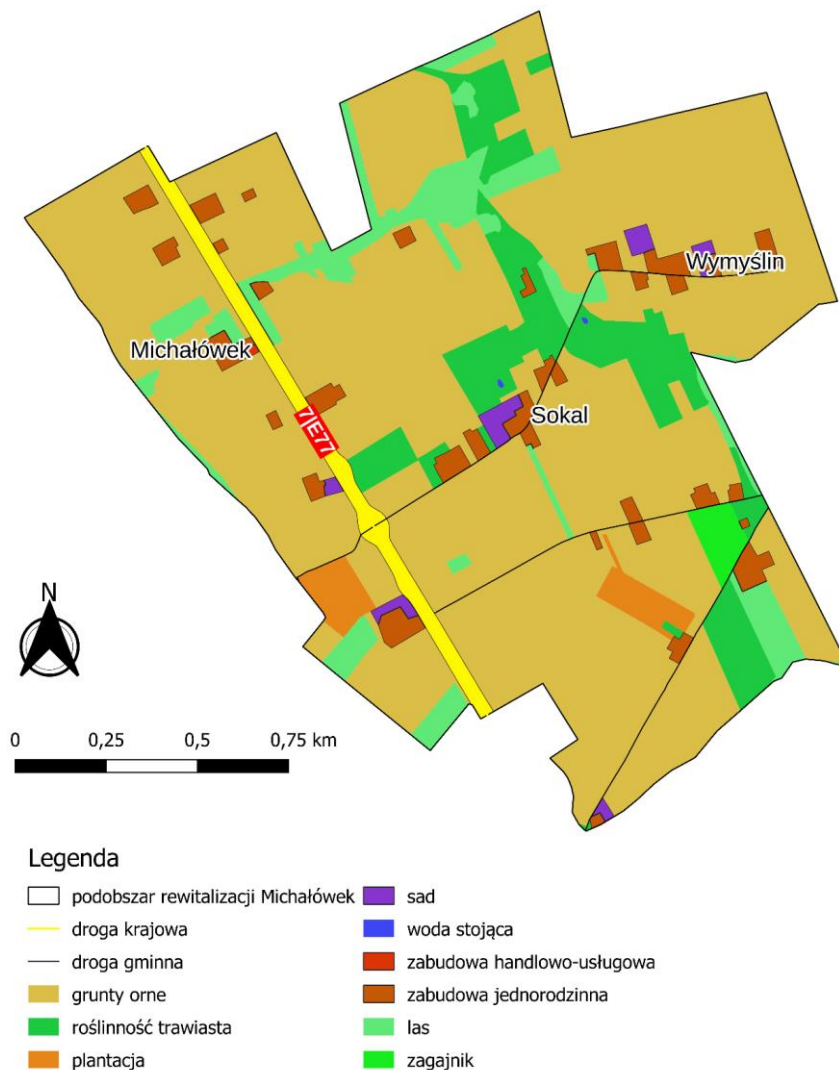 Wymyślin
Michałówek
Sokal
7|E77
N
0 0,25 0,5 0,75 km
Legenda
podobszar rewitalizacji Michałówek
droga krajowa
droga gminna
grunty orne
roślinność trawiasta
plantacja
sad
woda stojąca
zabudowa handlowo-usługowa
zabudowa jednorodzinna
las
zagajnik